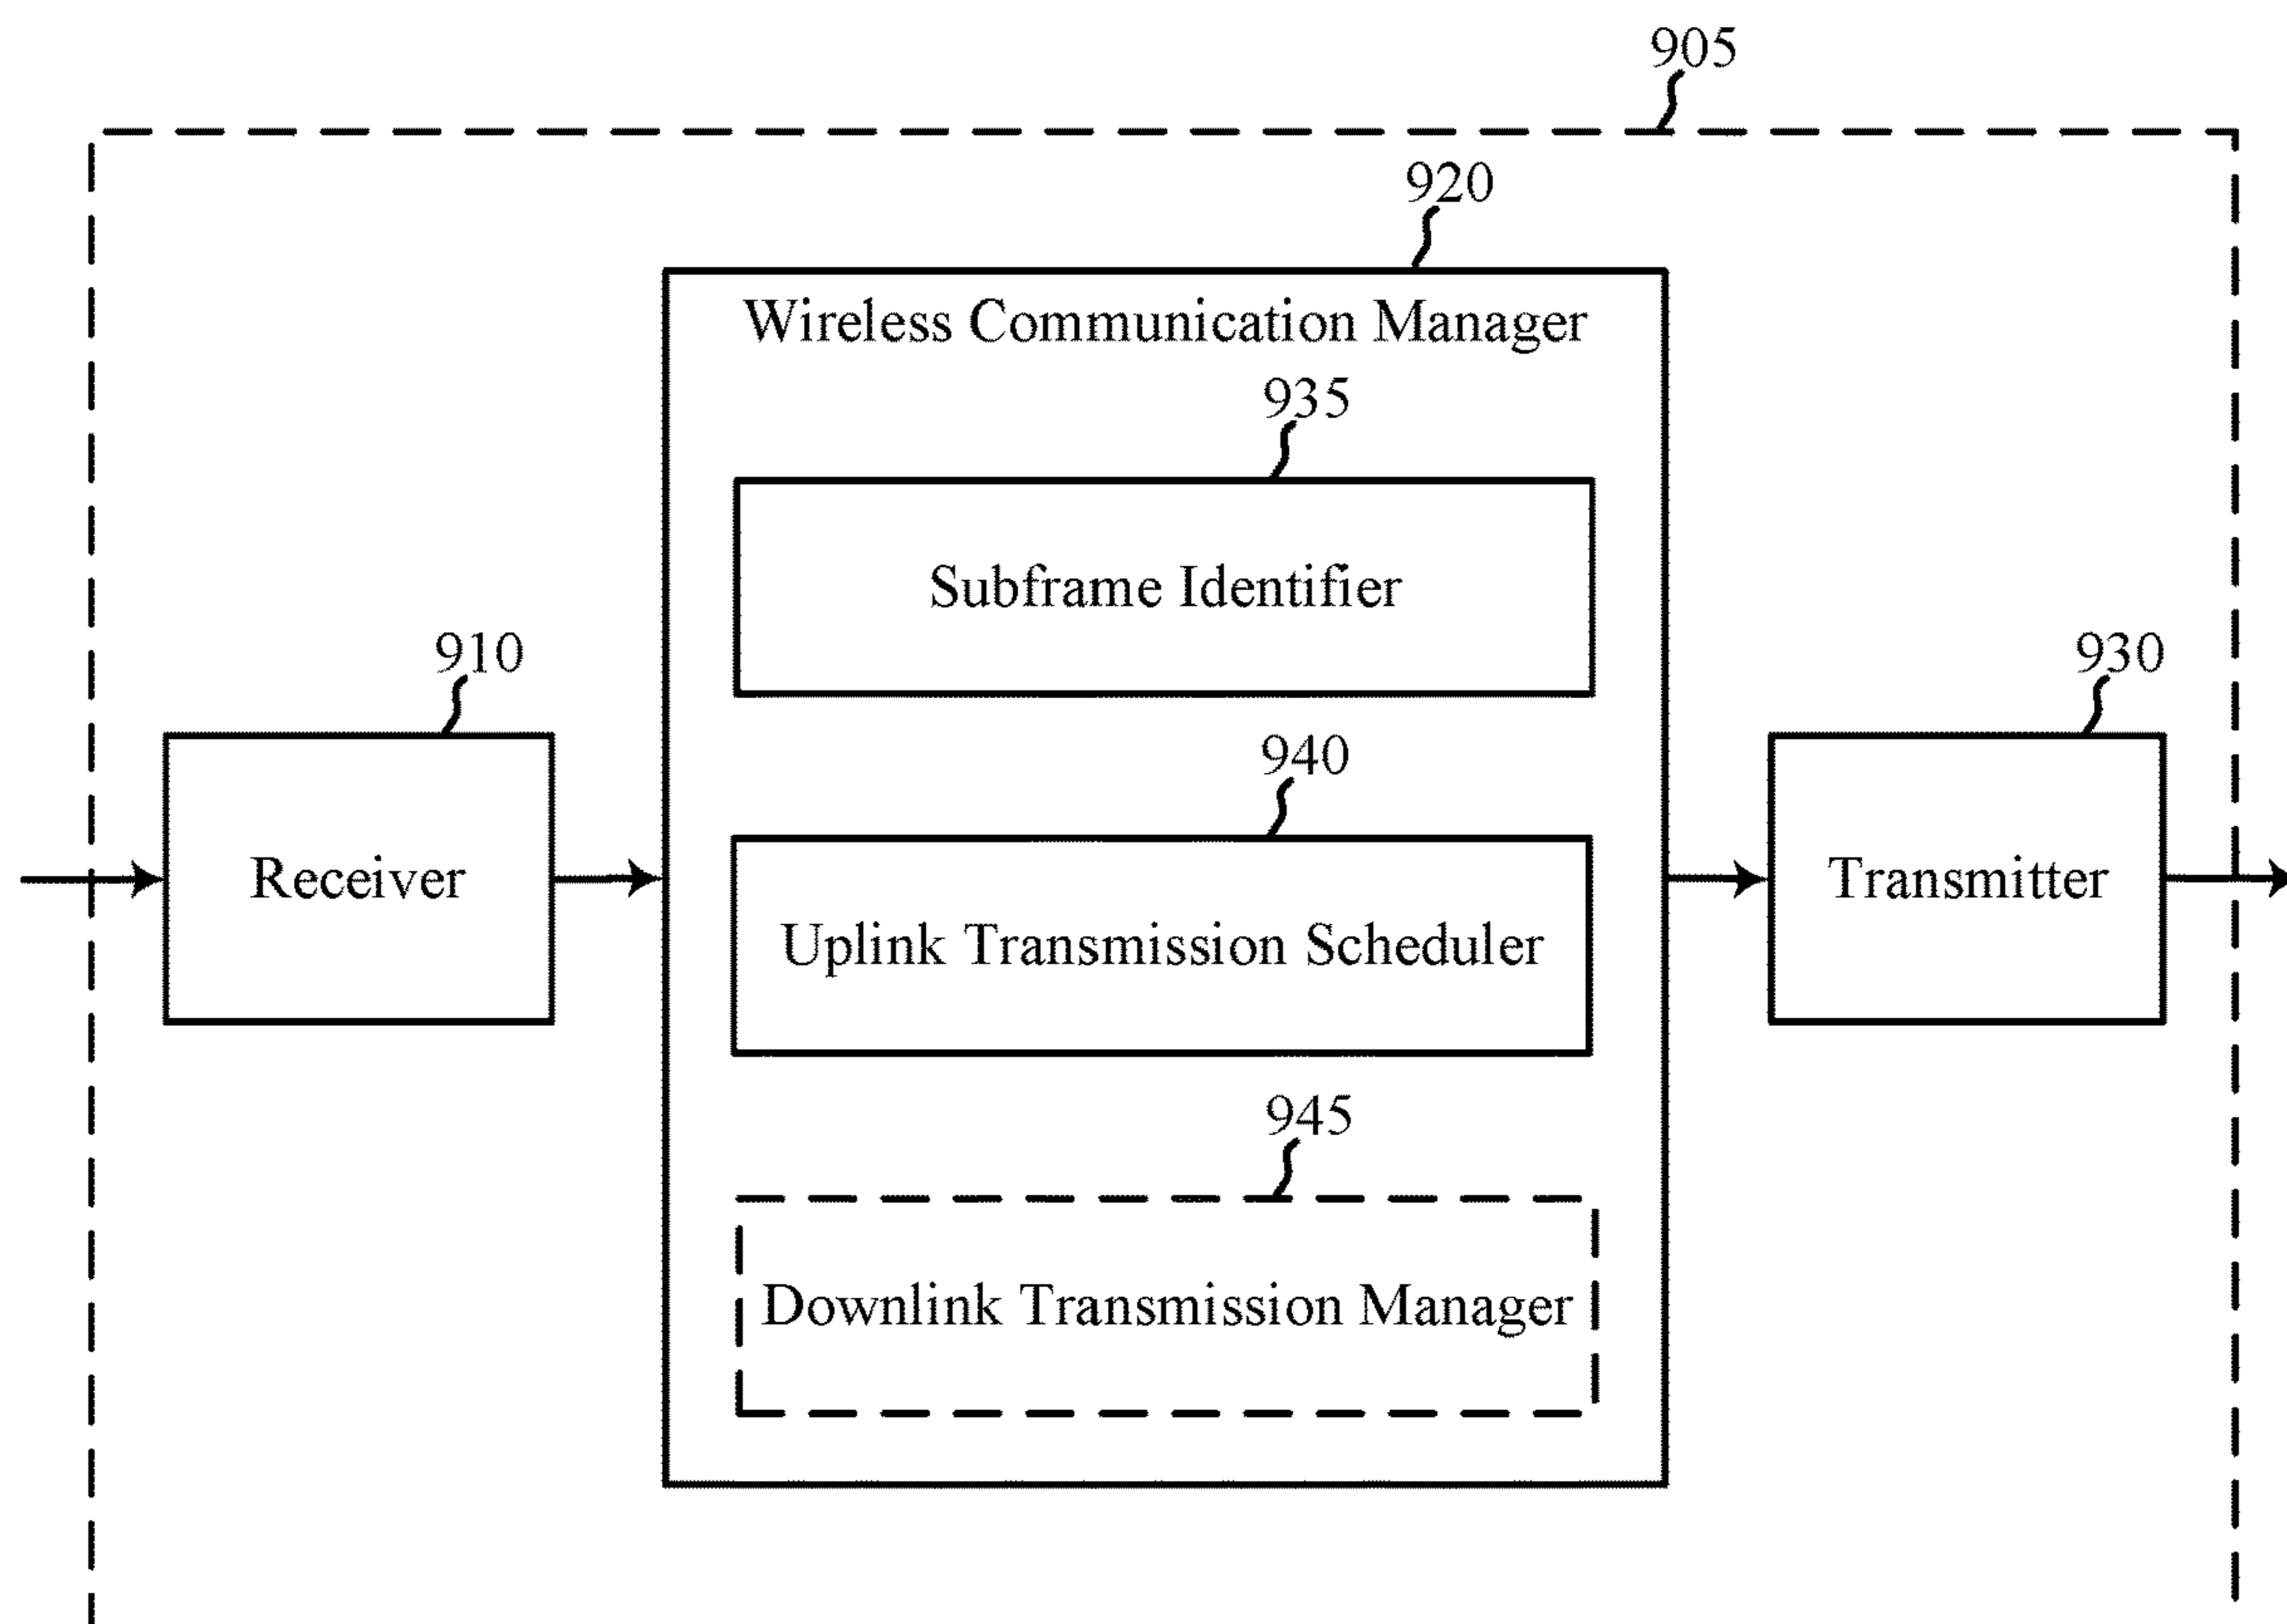 905
920
Wireless Communication Manager
935
Subframe Identifier
910
930
940
Receiver
Transmitter
Uplink Transmission Scheduler
945
Downlink Transmission Manager